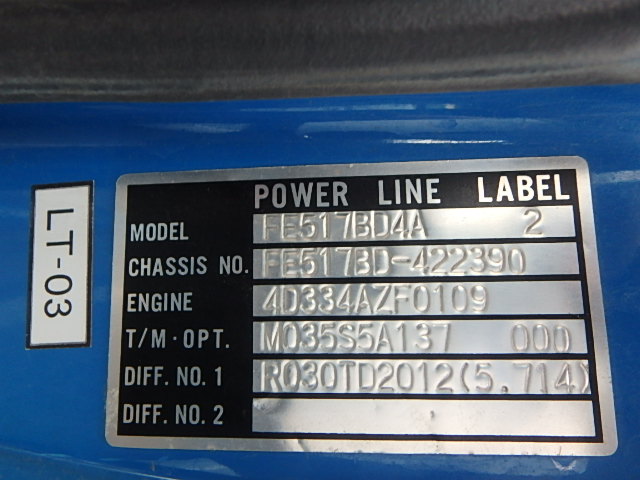 POWER LINE LABEL
MODEL FE517BD4A 2
CHASSIS NO. FE517BD-422390
ENGINE 4D334AZF0109
T/M·OPT. M035S5A137 000
DIFF. NO. 1 R030TD2012(5.714)
DIFF. NO. 2
LT-03